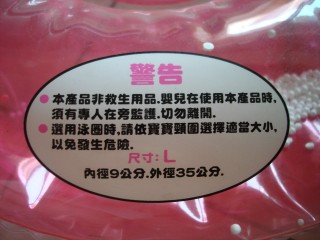 警告
●本產品非救生用品.嬰兒在使用本產品時,
須有專人在旁監護.切勿離開.
●選用泳圈時,請依寶寶頸圍選擇適當大小,
以免發生危險.
尺寸:L
內徑9公分.外徑35公分.